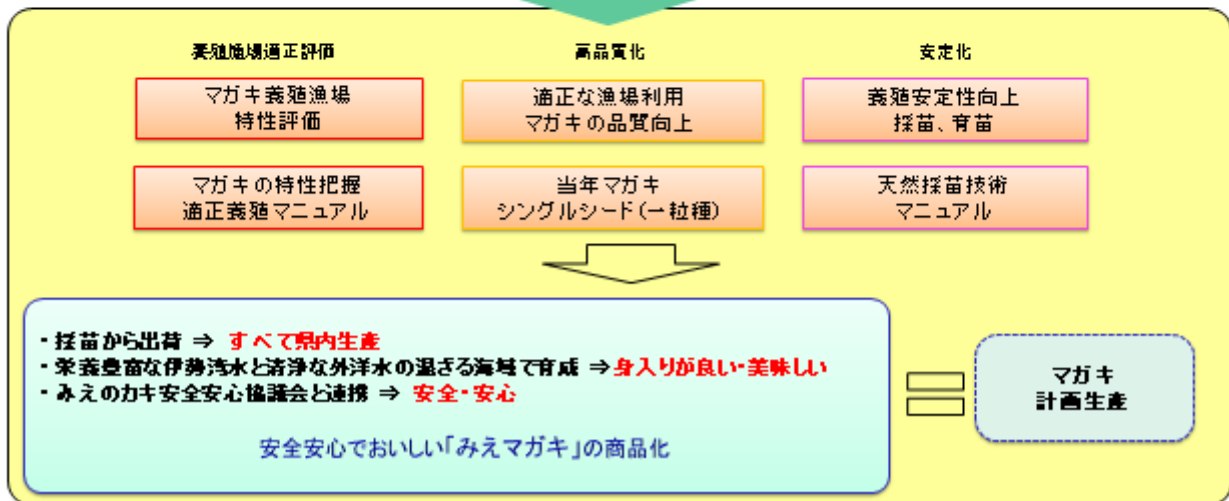 養殖漁場適正評価
高品質化
安定化
マガキ養殖漁場
特性評価
適正な漁場利用
マガキの品質向上
養殖安定性向上
採苗、育苗
マガキの特性把握
適正養殖マニュアル
当年マガキ
シングルシード(一粒種)
天然採苗技術
マニュアル
・採苗から出荷 ⇒ すべて県内生産
・栄養豊富な伊勢湾水と清浄な外洋水の混ざる海域で育成 ⇒身入りが良い・美味しい
・みえのカキ安全安心協議会と連携 ⇒ 安全・安心
安全安心でおいしい「みえマガキ」の商品化
マガキ
計画生産